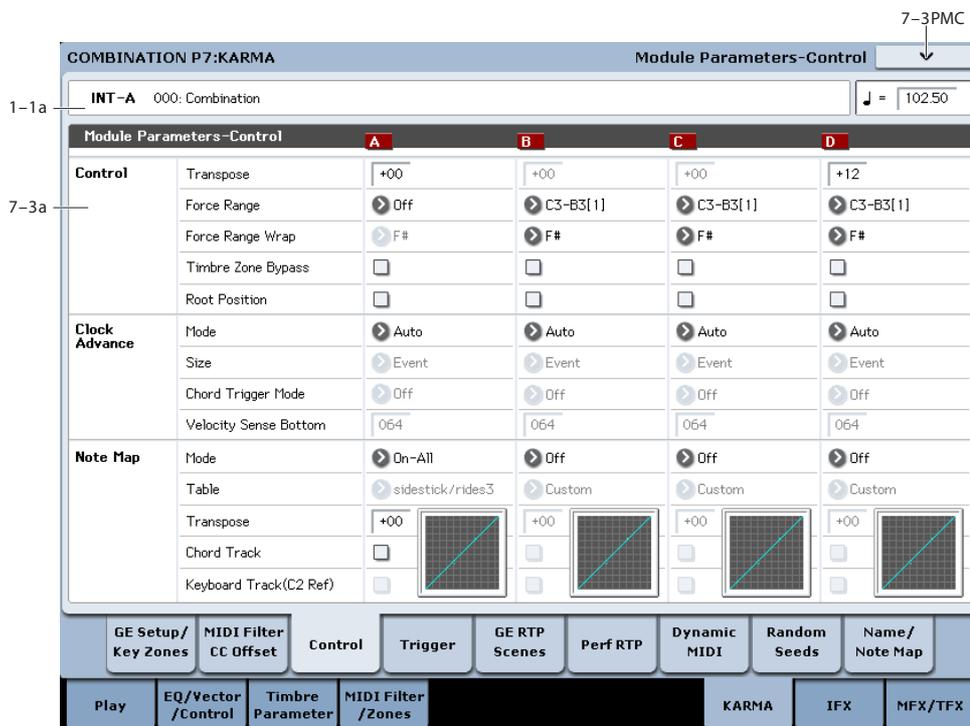 7–3PMC
COMBINATION P7:KARMA Module Parameters-Control
1–1a
INT-A 000: Combination ♩ = 102.50
Module Parameters-Control A B C D
7–3a
Control Transpose +00 +00 +00 +12
Force Range Off C3-B3[1] C3-B3[1] C3-B3[1]
Force Range Wrap F# F# F# F#
Timbre Zone Bypass
Root Position
Clock Advance Mode Auto Auto Auto Auto
Size Event Event Event Event
Chord Trigger Mode Off Off Off Off
Velocity Sense Bottom 064 064 064 064
Note Map Mode On-All Off Off Off
Table sidestick/rides3 Custom Custom Custom
Transpose +00 +00 +00 +00
Chord Track
Keyboard Track(C2 Ref)
GE Setup/ Key Zones MIDI Filter CC Offset Control Trigger GE RTP Scenes Perf RTP Dynamic MIDI Random Seeds Name/ Note Map
Play EQ/Vector /Control Timbre Parameter MIDI Filter /Zones KARMA IFX MFX/TFX